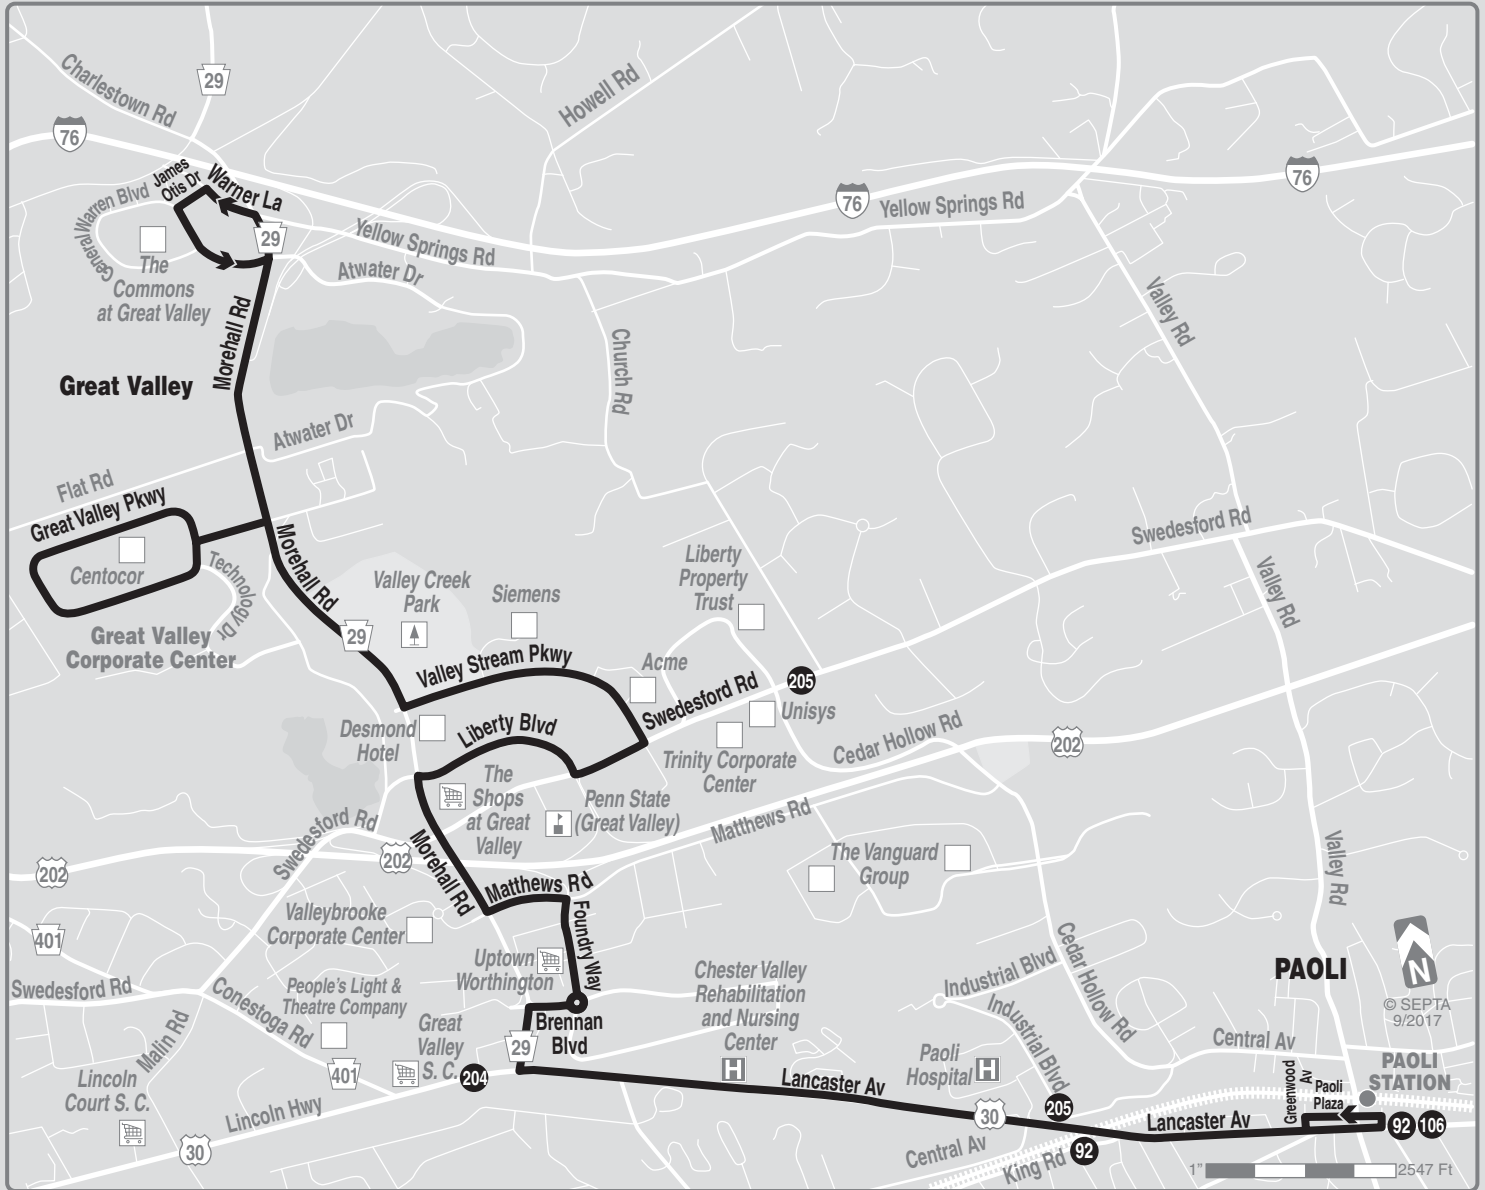 Charlestown Rd
29
Howell Rd
76
76
76
James
Otis Dr
Warner La
General Warren Blvd
29
Yellow Springs Rd
Yellow Springs Rd
The
Commons
at Great Valley
Atwater Dr
Valley Rd
Morehall Rd
Church Rd
Great Valley
Atwater Dr
Flat Rd
Great Valley Pkwy
Centocor
Technology Dr
Morehall Rd
Swedesford Rd
Valley Rd
Great Valley
Corporate Center
29
Valley Creek
Park
Siemens
Liberty
Property
Trust
Valley Stream Pkwy
Acme
Swedesford Rd
205
Unisys
Desmond
Hotel
Liberty Blvd
Trinity Corporate
Center
Cedar Hollow Rd
202
The
Shops
at Great
Valley
Penn State
(Great Valley)
Matthews Rd
Swedesford Rd
202
202
Morehall Rd
The Vanguard
Group
Valley Rd
Matthews Rd
Foundry Way
Valleybrooke
Corporate Center
401
Uptown
Worthington
Chester Valley
Rehabilitation
and Nursing
Center
Industrial Blvd
Cedar Hollow Rd
PAOLI
N
© SEPTA
9/2017
Swedesford Rd
Conestoga Rd
People's Light &
Theatre Company
Malin Rd
Great
Valley
S. C.
204
Brennan
Blvd
29
401
Industrial Blvd
Paoli
Hospital
H
H
Central Av
PAOLI
STATION
Lincoln
Court S. C.
Lincoln Hwy
30
Lancaster Av
30
205
Lancaster Av
Greenwood
Av
Paoli
Plaza
92
106
Central Av
King Rd
92
1"
2547 Ft